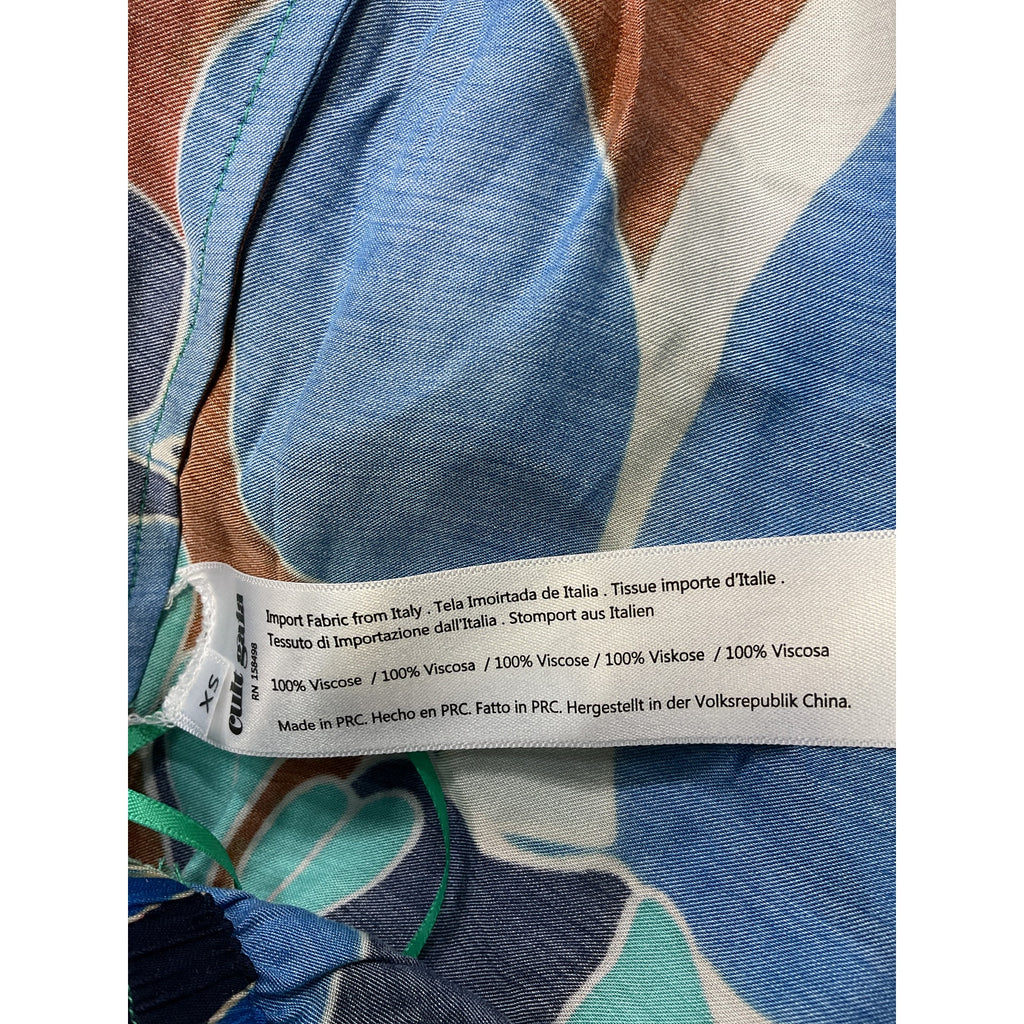 Import Fabric from Italy . Tela Imoirtada de Italia . Tissue importe d'Italie .
Tessuto di Importazione dall'Italia . Stomport aus Italien
100% Viscose / 100% Viscosa / 100% Viscose / 100% Viskose / 100% Viscosa
Made in PRC. Hecho en PRC. Fatto in PRC. Hergestellt in der Volksrepublik China.
cult gaia
RN 158498
XS